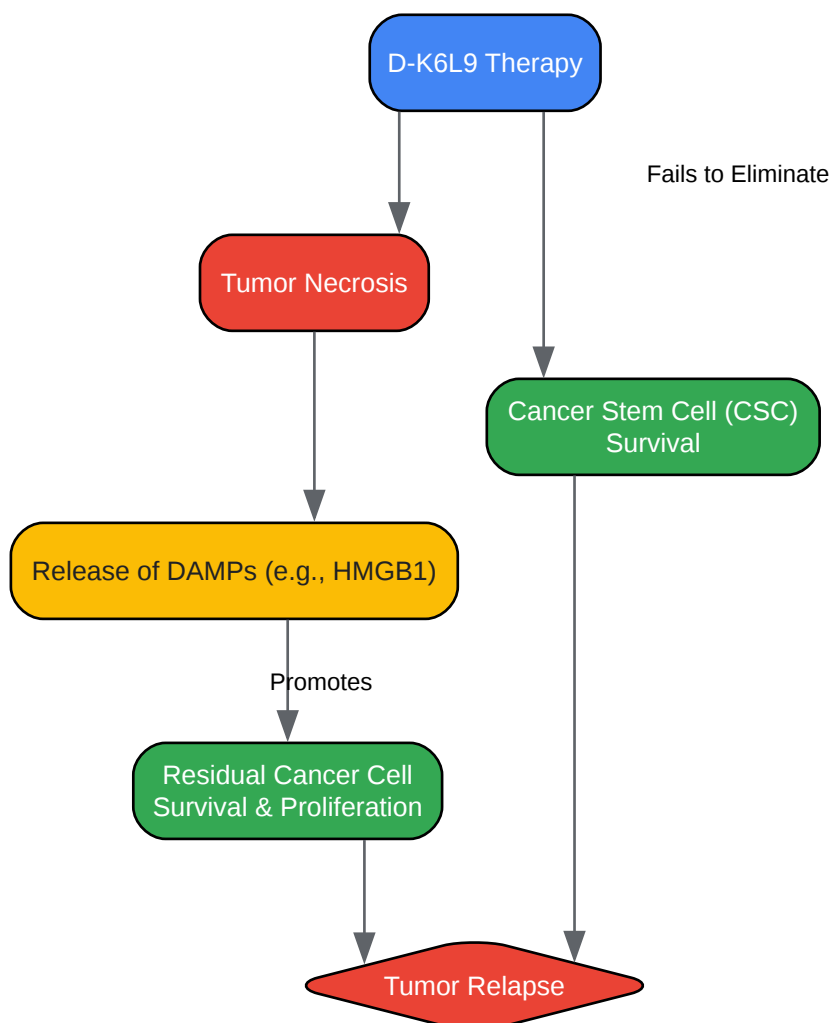 D-K6L9 Therapy
Fails to Eliminate
Tumor Necrosis
Cancer Stem Cell (CSC)
Survival
Release of DAMPs (e.g., HMGB1)
Promotes
Residual Cancer Cell
Survival & Proliferation
Tumor Relapse